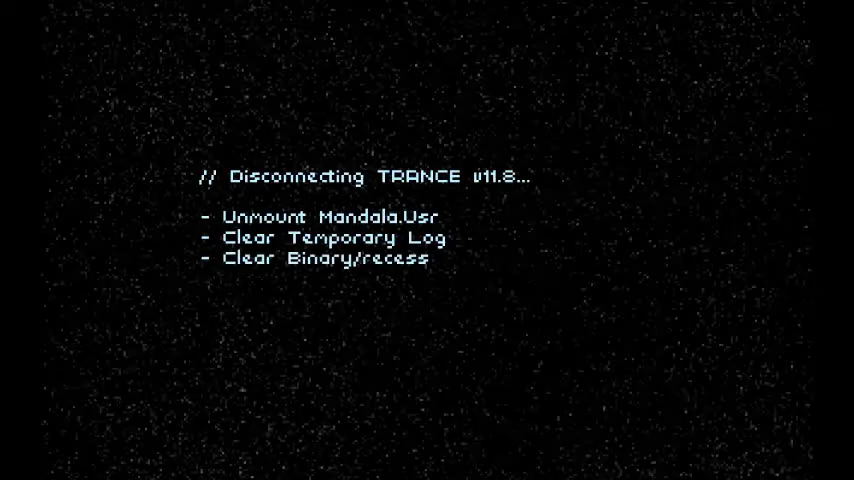 // Disconnecting TRANCE v11.8...
- Unmount Mandala.Usr
- Clear Temporary Log
- Clear Binary/recess